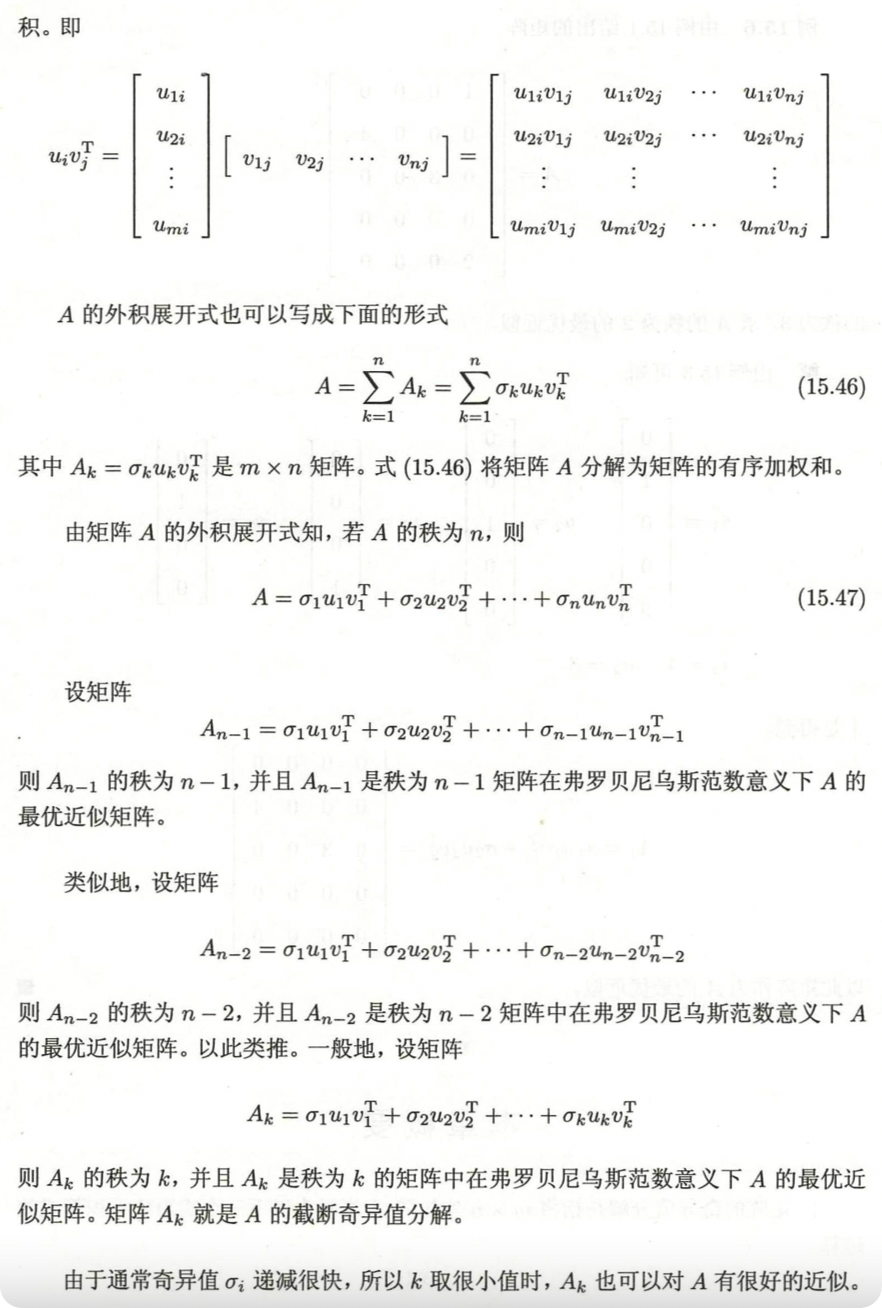 积。即
$$u_i v_j^{\mathrm{T}} = \begin{bmatrix} u_{1i} \\ u_{2i} \\ \vdots \\ u_{mi} \end{bmatrix} \begin{bmatrix} v_{1j} & v_{2j} & \cdots & v_{nj} \end{bmatrix} = \begin{bmatrix} u_{1i}v_{1j} & u_{1i}v_{2j} & \cdots & u_{1i}v_{nj} \\ u_{2i}v_{1j} & u_{2i}v_{2j} & \cdots & u_{2i}v_{nj} \\ \vdots & \vdots & & \vdots \\ u_{mi}v_{1j} & u_{mi}v_{2j} & \cdots & u_{mi}v_{nj} \end{bmatrix}$$
$A$ 的外积展开式也可以写成下面的形式
$$A = \sum_{k=1}^{n} A_k = \sum_{k=1}^{n} \sigma_k u_k v_k^{\mathrm{T}} \quad (15.46)$$
其中 $A_k = \sigma_k u_k v_k^{\mathrm{T}}$ 是 $m \times n$ 矩阵。式 (15.46) 将矩阵 $A$ 分解为矩阵的有序加权和。
由矩阵 $A$ 的外积展开式知，若 $A$ 的秩为 $n$，则
$$A = \sigma_1 u_1 v_1^{\mathrm{T}} + \sigma_2 u_2 v_2^{\mathrm{T}} + \cdots + \sigma_n u_n v_n^{\mathrm{T}} \quad (15.47)$$
设矩阵
$$A_{n-1} = \sigma_1 u_1 v_1^{\mathrm{T}} + \sigma_2 u_2 v_2^{\mathrm{T}} + \cdots + \sigma_{n-1} u_{n-1} v_{n-1}^{\mathrm{T}}$$
则 $A_{n-1}$ 的秩为 $n-1$，并且 $A_{n-1}$ 是秩为 $n-1$ 矩阵在弗罗贝尼乌斯范数意义下 $A$ 的
最优近似矩阵。
类似地，设矩阵
$$A_{n-2} = \sigma_1 u_1 v_1^{\mathrm{T}} + \sigma_2 u_2 v_2^{\mathrm{T}} + \cdots + \sigma_{n-2} u_{n-2} v_{n-2}^{\mathrm{T}}$$
则 $A_{n-2}$ 的秩为 $n-2$，并且 $A_{n-2}$ 是秩为 $n-2$ 矩阵中在弗罗贝尼乌斯范数意义下 $A$
的最优近似矩阵。以此类推。一般地，设矩阵
$$A_k = \sigma_1 u_1 v_1^{\mathrm{T}} + \sigma_2 u_2 v_2^{\mathrm{T}} + \cdots + \sigma_k u_k v_k^{\mathrm{T}}$$
则 $A_k$ 的秩为 $k$，并且 $A_k$ 是秩为 $k$ 的矩阵中在弗罗贝尼乌斯范数意义下 $A$ 的最优近
似矩阵。矩阵 $A_k$ 就是 $A$ 的截断奇异值分解。
由于通常奇异值 $\sigma_i$ 递减很快，所以 $k$ 取很小值时，$A_k$ 也可以对 $A$ 有很好的近似。